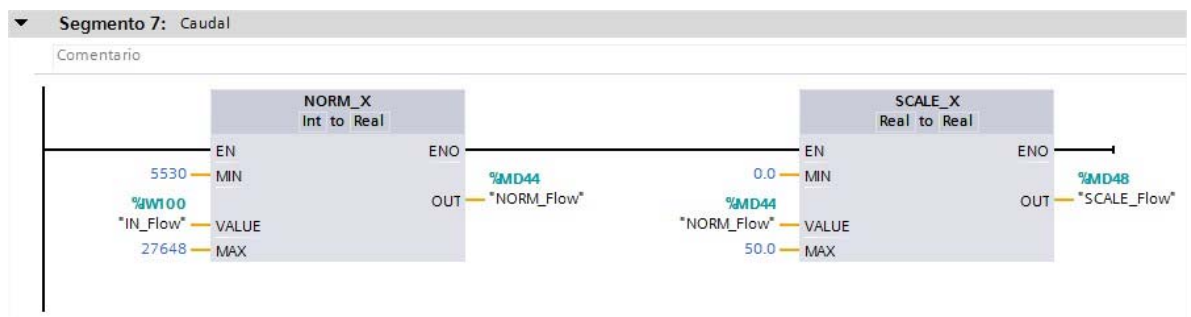 Segmento 7: Caudal
Comentario
NORM_X
Int to Real
EN ENO
5530 MIN
%MD44
%IW100
OUT "NORM_Flow"
"IN_Flow" VALUE
27648 MAX
SCALE_X
Real to Real
EN ENO
0.0 MIN
%MD48
%MD44
OUT "SCALE_Flow"
"NORM_Flow" VALUE
50.0 MAX